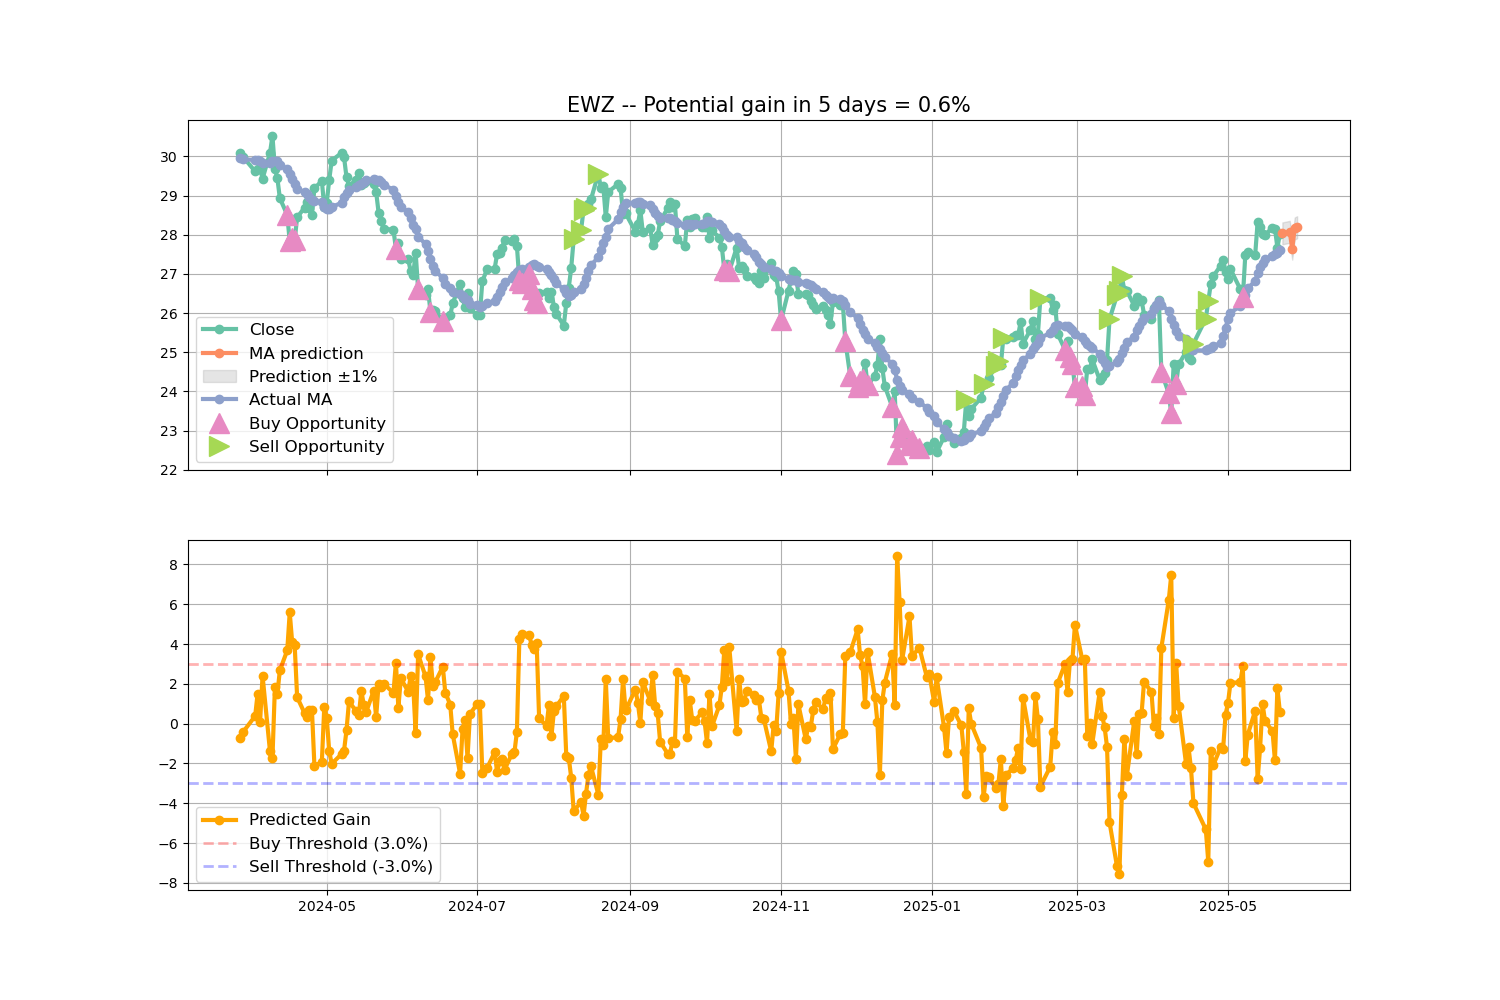 EWZ -- Potential gain in 5 days = 0.6%
30
29
28
27
26
25
24
23
22
Close
MA prediction
Prediction ±1%
Actual MA
Buy Opportunity
Sell Opportunity
8
6
4
2
0
−2
−4
−6
−8
Predicted Gain
Buy Threshold (3.0%)
Sell Threshold (-3.0%)
2024-05 2024-07 2024-09 2024-11 2025-01 2025-03 2025-05